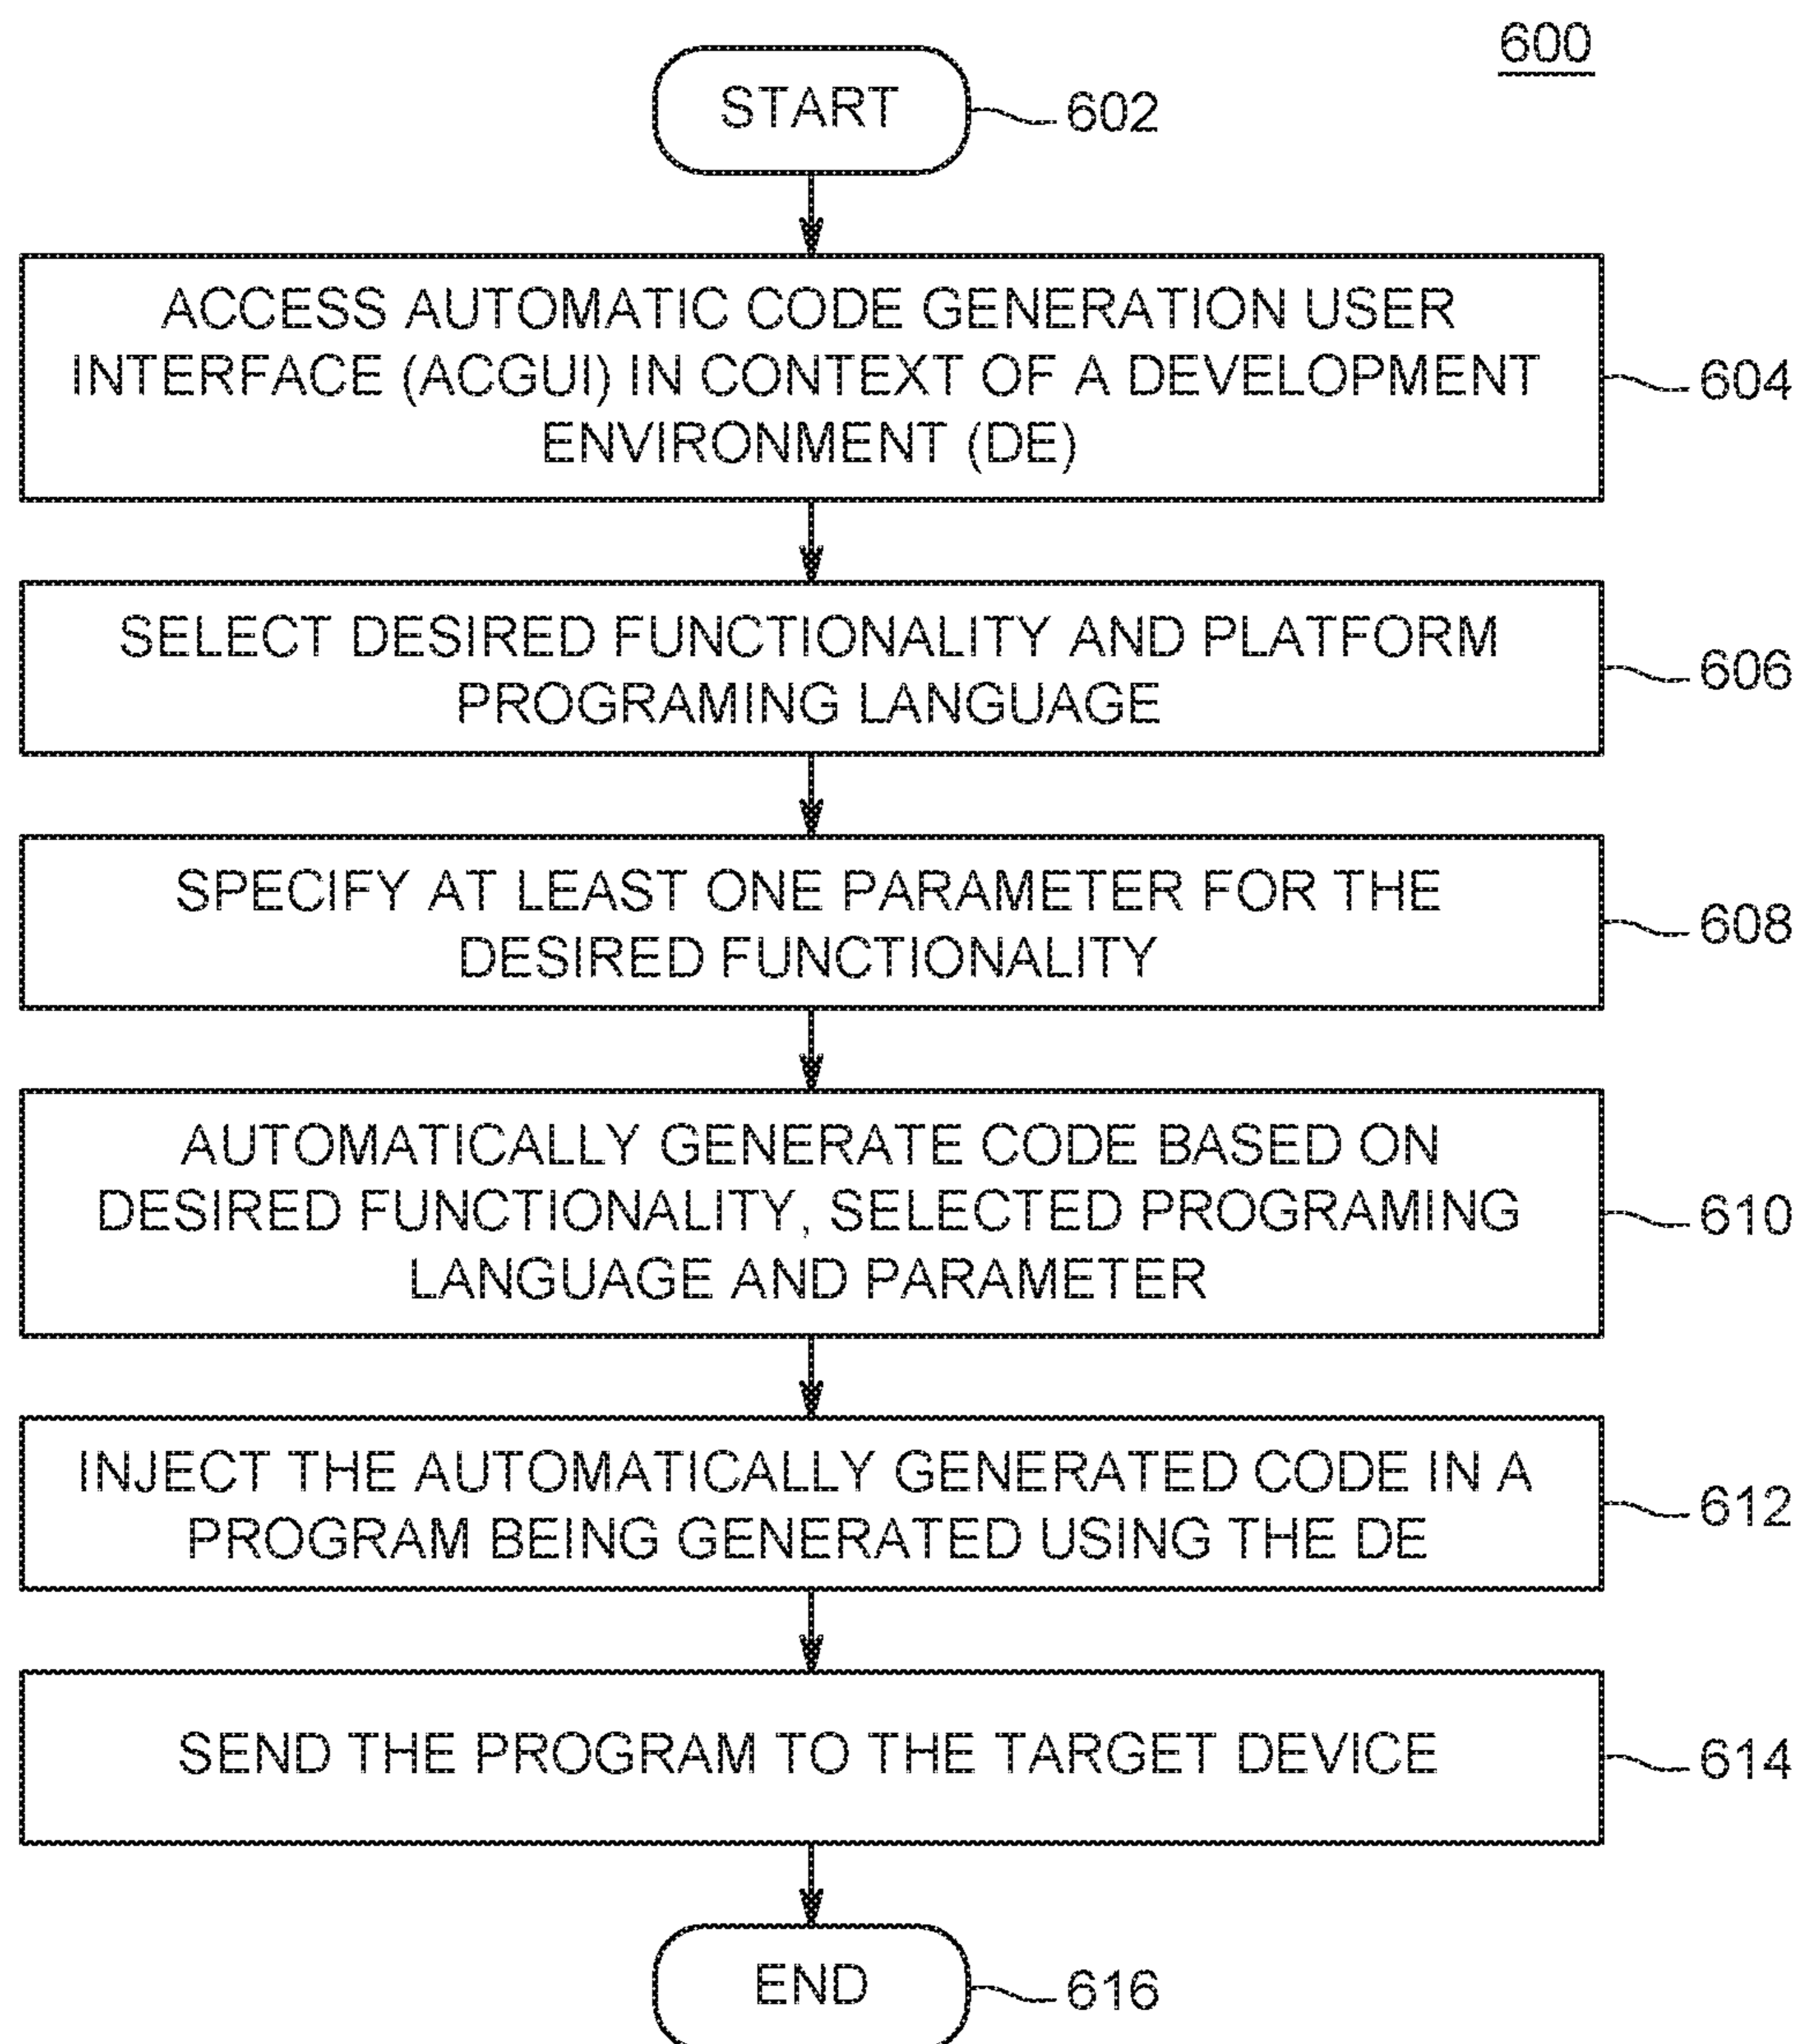 600
START
602
ACCESS AUTOMATIC CODE GENERATION USER
INTERFACE (ACGUI) IN CONTEXT OF A DEVELOPMENT
ENVIRONMENT (DE)
604
SELECT DESIRED FUNCTIONALITY AND PLATFORM
PROGRAMING LANGUAGE
606
SPECIFY AT LEAST ONE PARAMETER FOR THE
DESIRED FUNCTIONALITY
608
AUTOMATICALLY GENERATE CODE BASED ON
DESIRED FUNCTIONALITY, SELECTED PROGRAMING
LANGUAGE AND PARAMETER
610
INJECT THE AUTOMATICALLY GENERATED CODE IN A
PROGRAM BEING GENERATED USING THE DE
612
SEND THE PROGRAM TO THE TARGET DEVICE
614
END
616